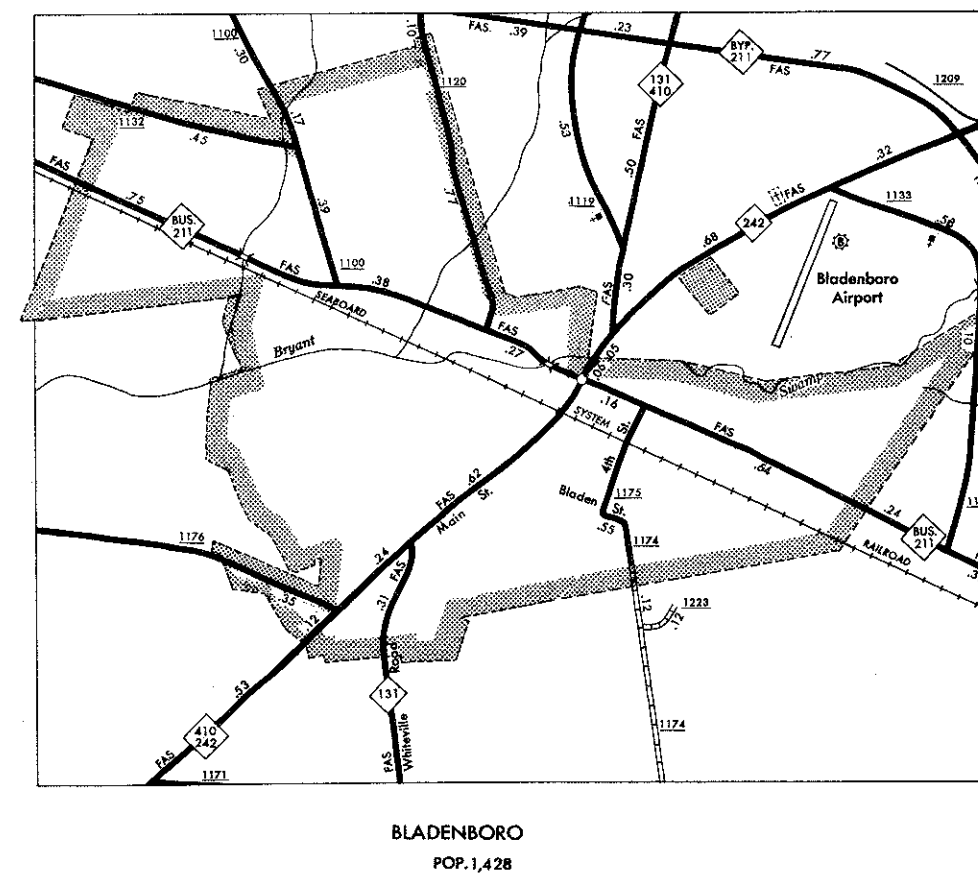 1100
.30
.10
FAS.
.39
.23
BYP.
211
FAS
.77
1209
131
410
1120
.17
1132
.45
.53
FAS
.50
.32
FAS
.75
BUS.
211
.39
.77
1119
FAS
242
1133
.58
.68
B
Bladenboro
Airport
FAS
1100
.38
SEABOARD
FAS
.30
FAS
.27
Bryant
.05
.06
.10
Swamp
.16
SYSTEM
FAS
4th St.
.64
FAS .62
Main St.
Bladen St.
1175
.55
.24
BUS.
211
RAILROAD
1176
.24
FAS
1174
.35
.31
.12
1223
.12
.12
Road
.53
131
410
242
FAS
FAS
Whiteville
1174
1171
BLADENBORO
POP. 1,428